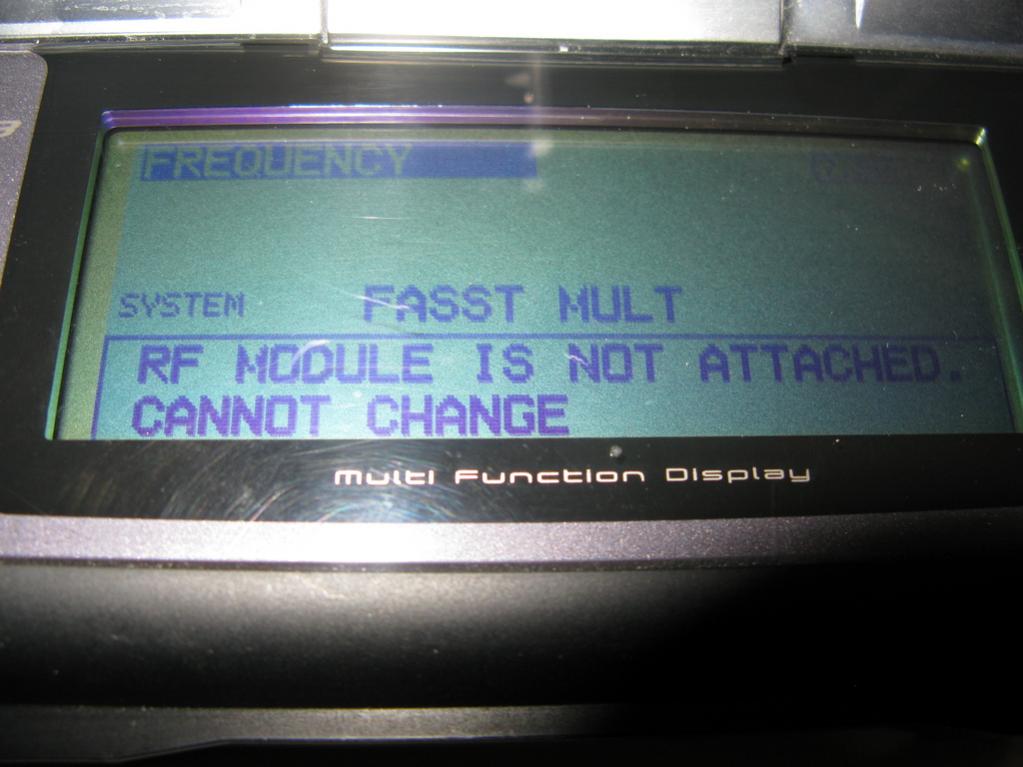 FREQUENCY
SYSTEM FASST MULT
RF MODULE IS NOT ATTACHED.
CANNOT CHANGE
Multi Function Display